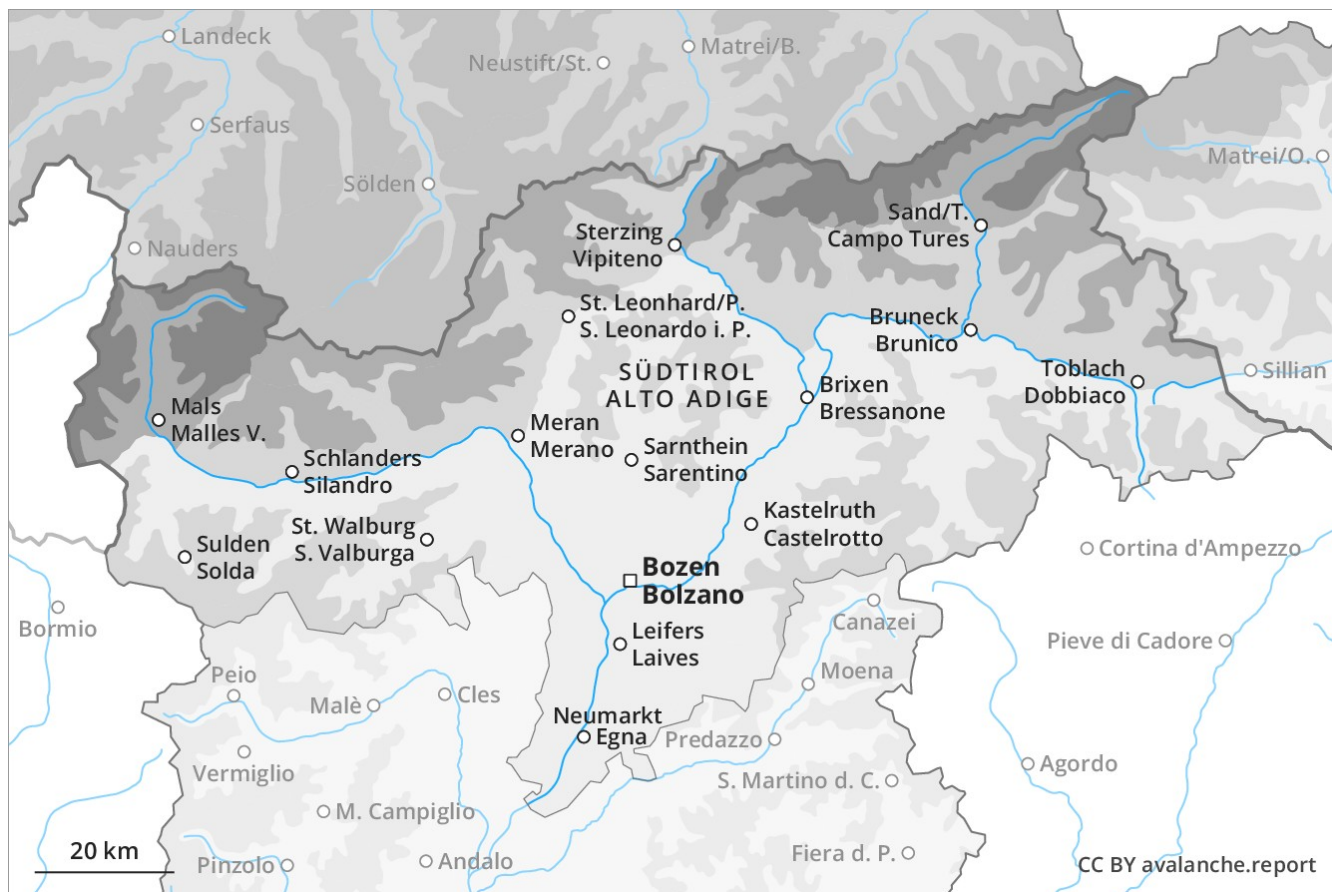 Landeck
Matrei/B.
Neustift/St.
Serfaus
Matrei/O.
Sölden
Sand/T.
Campo Tures
Sterzing
Vipiteno
Nauders
St. Leonhard/P.
S. Leonardo i. P.
Bruneck
Brunico
SÜDTIROL
ALTO ADIGE
Toblach
Dobbiaco
Sillian
Brixen
Bressanone
Mals
Malles V.
Meran
Merano
Sarnthein
Sarentino
Schlanders
Silandro
Kastelruth
Castelrotto
St. Walburg
S. Valburga
Sulden
Solda
Cortina d'Ampezzo
Bozen
Bolzano
Bormio
Canazei
Leifers
Laives
Pieve di Cadore
Peio
Moena
Malè
Cles
Neumarkt
Egna
Predazzo
Vermiglio
Agordo
S. Martino d. C.
M. Campiglio
20 km
Pinzolo
Andalo
Fiera d. P.
CC BY avalanche.report